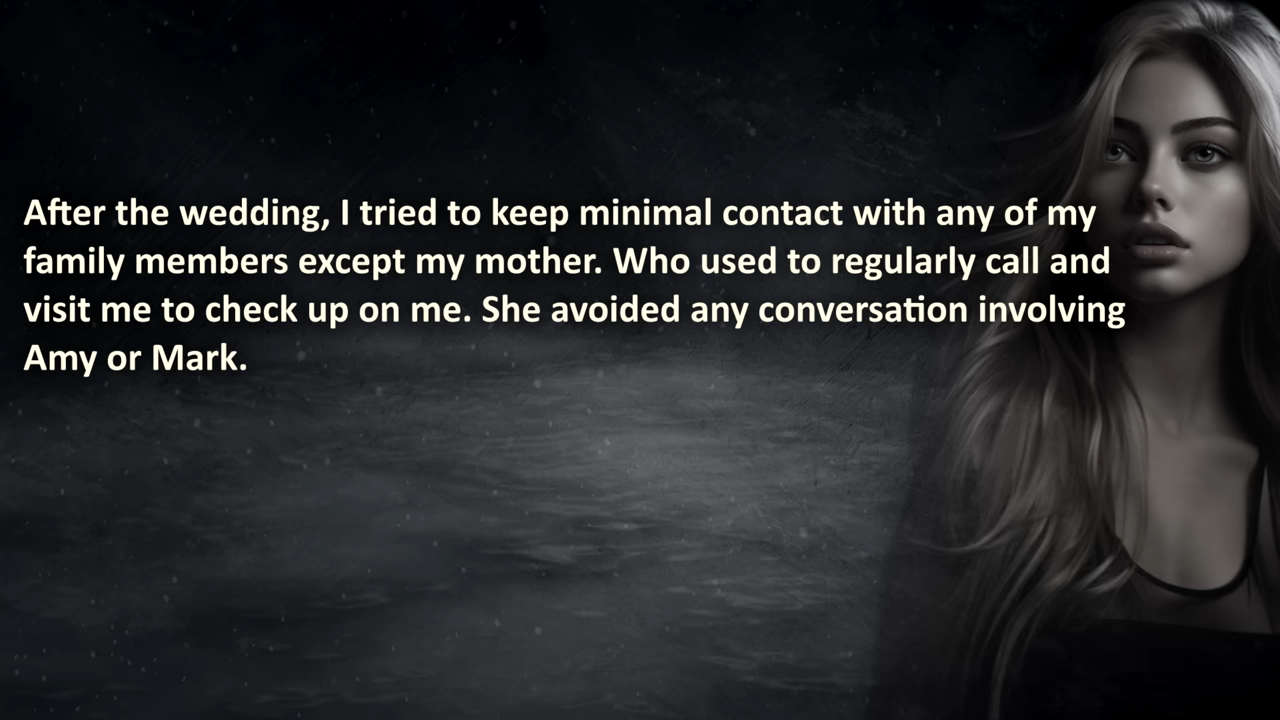 After the wedding, I tried to keep minimal contact with any of my
family members except my mother. Who used to regularly call and
visit me to check up on me. She avoided any conversation involving
Amy or Mark.